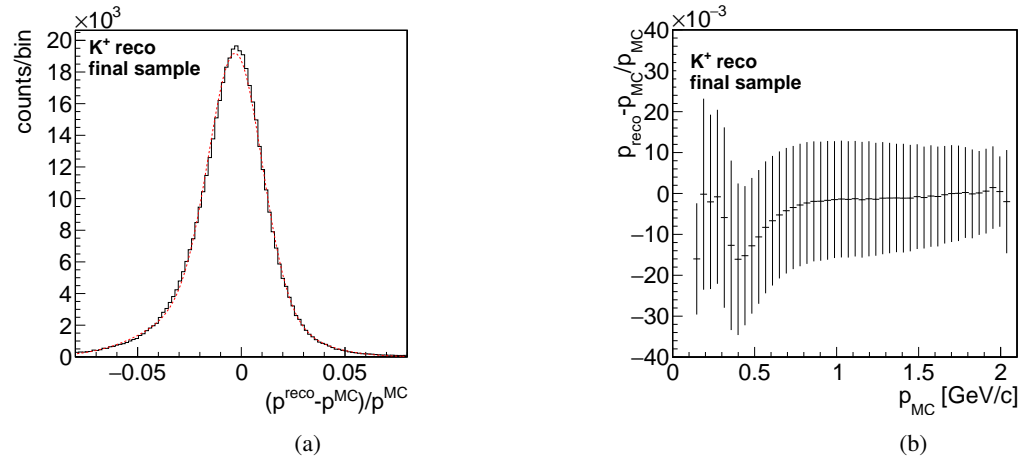 ×10³
counts/bin
K⁺ reco
final sample
20
18
16
14
12
10
8
6
4
2
0
−0.05 0 0.05
(p^reco-p^MC)/p^MC
(a)
×10⁻³
p_reco-p_MC/p_MC
K⁺ reco
final sample
40
30
20
10
0
−10
−20
−30
−40
0 0.5 1 1.5 2
p_MC [GeV/c]
(b)